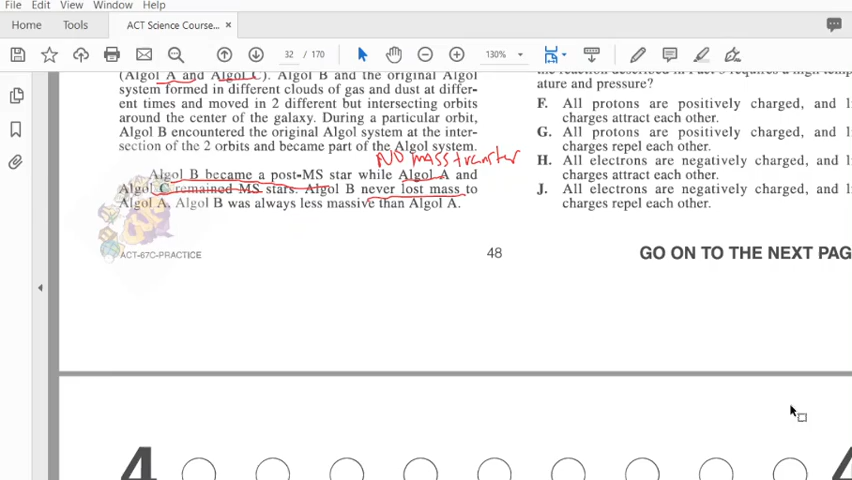 File Edit View Window Help
Home Tools ACT Science Course... ×
32 / 170 130%
(Algol A and Algol C). Algol B and the original Algol
system formed in different clouds of gas and dust at differ-
ent times and moved in 2 different but intersecting orbits
around the center of the galaxy. During a particular orbit,
Algol B encountered the original Algol system at the inter-
section of the 2 orbits and became part of the Algol system.
NO mass transfer
Algol B became a post-MS star while Algol A and
Algol C remained MS stars. Algol B never lost mass to
Algol A. Algol B was always less massive than Algol A.
ature and pressure?
F. All protons are positively charged, and li
charges attract each other.
G. All protons are positively charged, and li
charges repel each other.
H. All electrons are negatively charged, and li
charges attract each other.
J. All electrons are negatively charged, and li
charges repel each other.
ACT-67C-PRACTICE 48 GO ON TO THE NEXT PAG
4